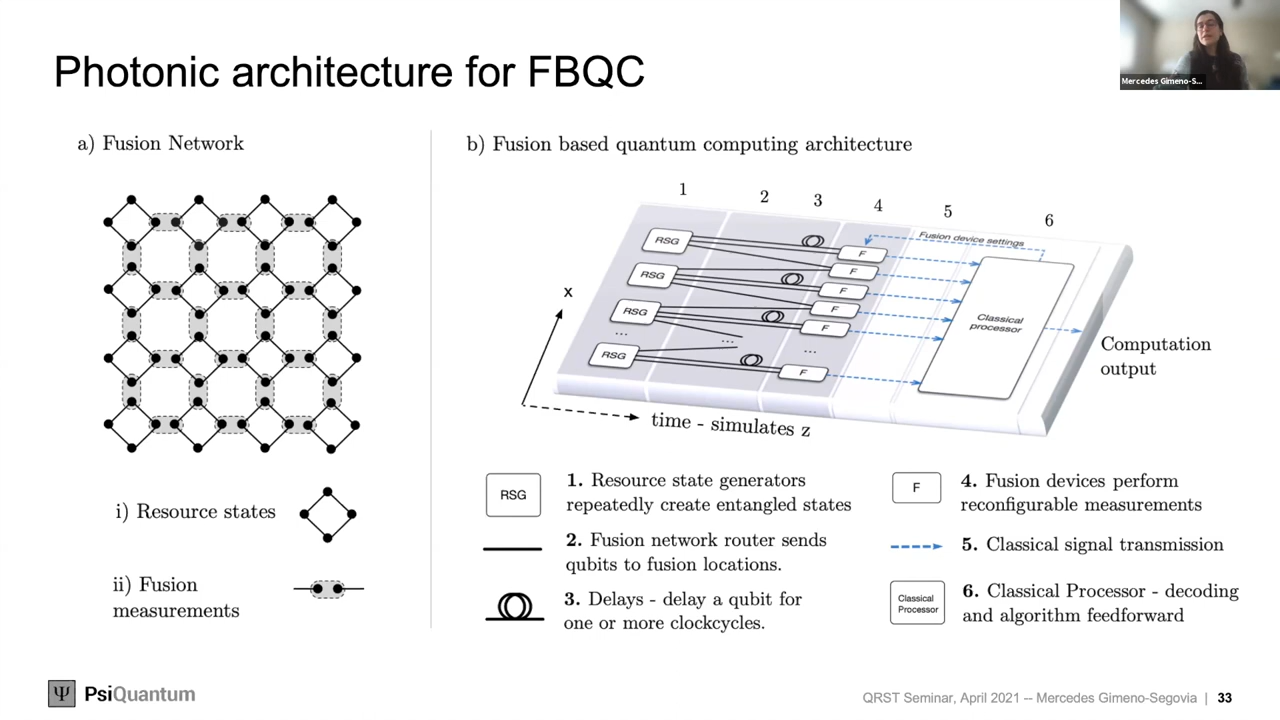 Photonic architecture for FBQC
Mercedes Gimeno-S...
a) Fusion Network
i) Resource states
ii) Fusion
measurements
b) Fusion based quantum computing architecture
1
2
3
4
5
6
RSG
RSG
RSG
...
RSG
...
F
F
F
F
F
...
F
Fusion device settings
Classical
processor
Computation
output
x
time - simulates z
RSG
1. Resource state generators
repeatedly create entangled states
2. Fusion network router sends
qubits to fusion locations.
3. Delays - delay a qubit for
one or more clockcycles.
F
4. Fusion devices perform
reconfigurable measurements
5. Classical signal transmission
Classical
Processor
6. Classical Processor - decoding
and algorithm feedforward
Ψ PsiQuantum
QRST Seminar, April 2021 -- Mercedes Gimeno-Segovia | 33